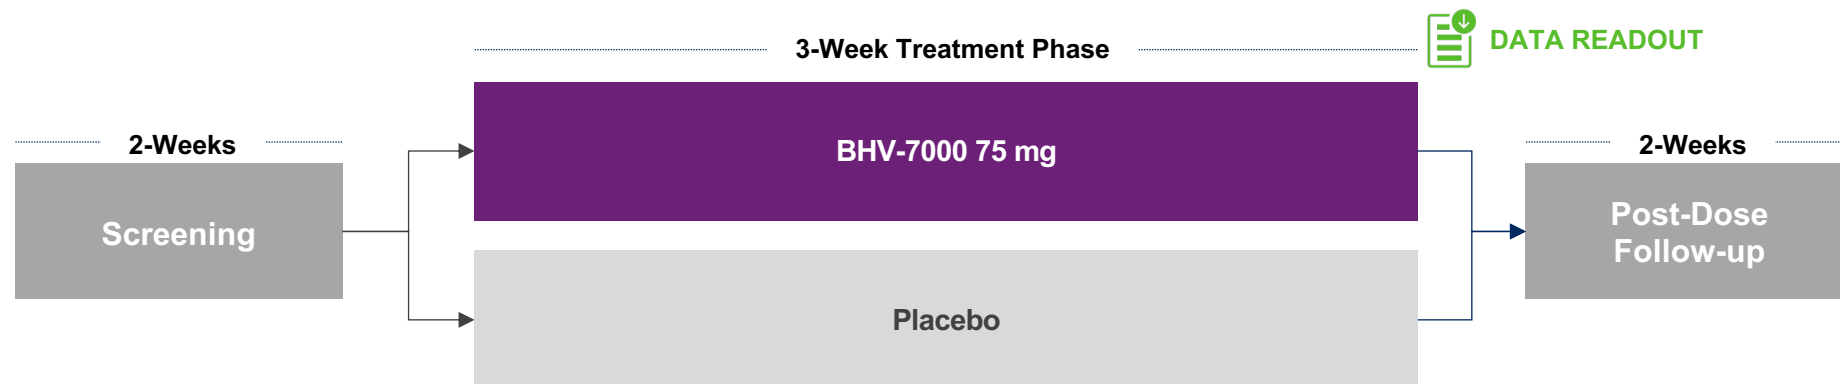 2-Weeks
Screening
3-Week Treatment Phase
BHV-7000 75 mg
Placebo
DATA READOUT
2-Weeks
Post-Dose
Follow-up